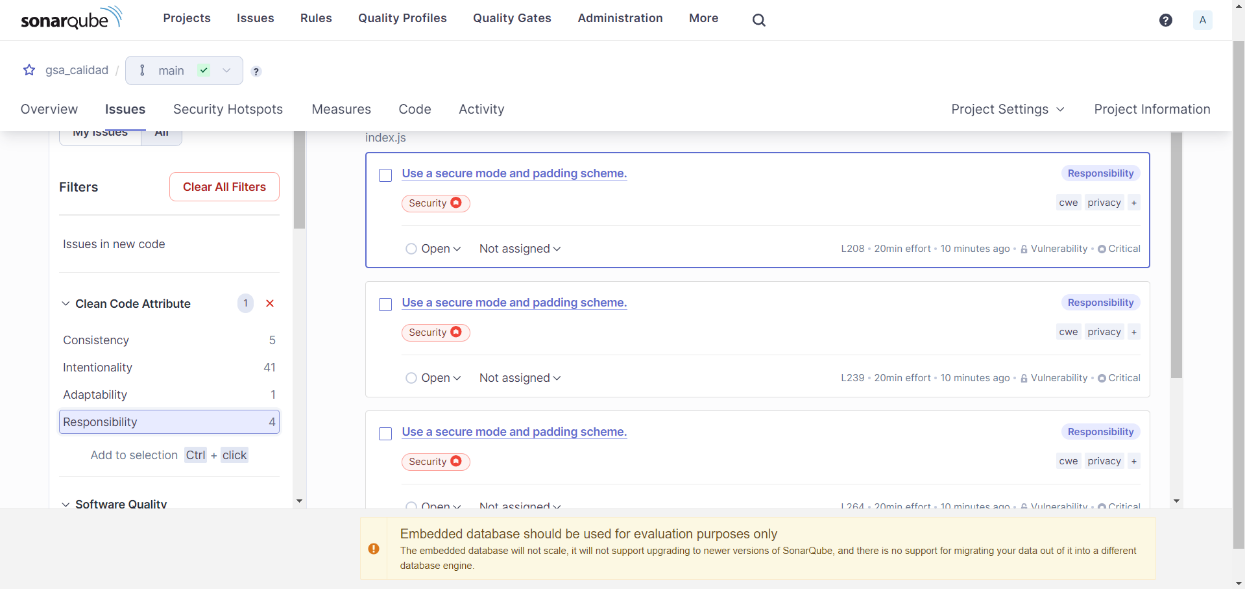 sonarqube Projects Issues Rules Quality Profiles Quality Gates Administration More ? A
gsa_calidad / main ?
Overview Issues Security Hotspots Measures Code Activity Project Settings Project Information
My Issues All
index.js
Filters Clear All Filters
Issues in new code
Clean Code Attribute 1
Consistency 5
Intentionality 41
Adaptability 1
Responsibility 4
Add to selection Ctrl + click
Software Quality
Use a secure mode and padding scheme. Responsibility
Security cwe privacy +
Open Not assigned L208 • 20min effort • 10 minutes ago • Vulnerability • Critical
Use a secure mode and padding scheme. Responsibility
Security cwe privacy +
Open Not assigned L239 • 20min effort • 10 minutes ago • Vulnerability • Critical
Use a secure mode and padding scheme. Responsibility
Security cwe privacy +
Open Not assigned L264 • 20min effort • 10 minutes ago • Vulnerability • Critical
Embedded database should be used for evaluation purposes only
The embedded database will not scale, it will not support upgrading to newer versions of SonarQube, and there is no support for migrating your data out of it into a different
database engine.